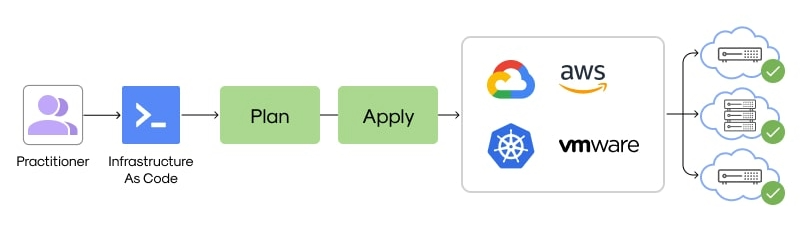 Practitioner
Infrastructure
As Code
Plan
Apply
aws
vmware